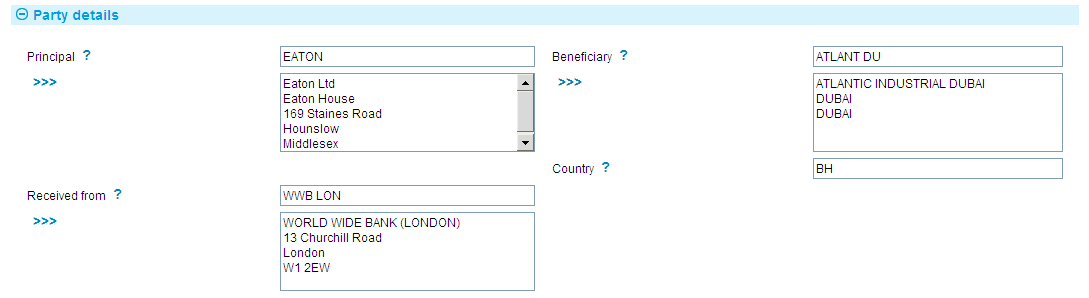 Party details
Principal ?
EATON
>>>
Eaton Ltd
Eaton House
169 Staines Road
Hounslow
Middlesex
Received from ?
WWB LON
>>>
WORLD WIDE BANK (LONDON)
13 Churchill Road
London
W1 2EW
Beneficiary ?
ATLANT DU
>>>
ATLANTIC INDUSTRIAL DUBAI
DUBAI
DUBAI
Country ?
BH